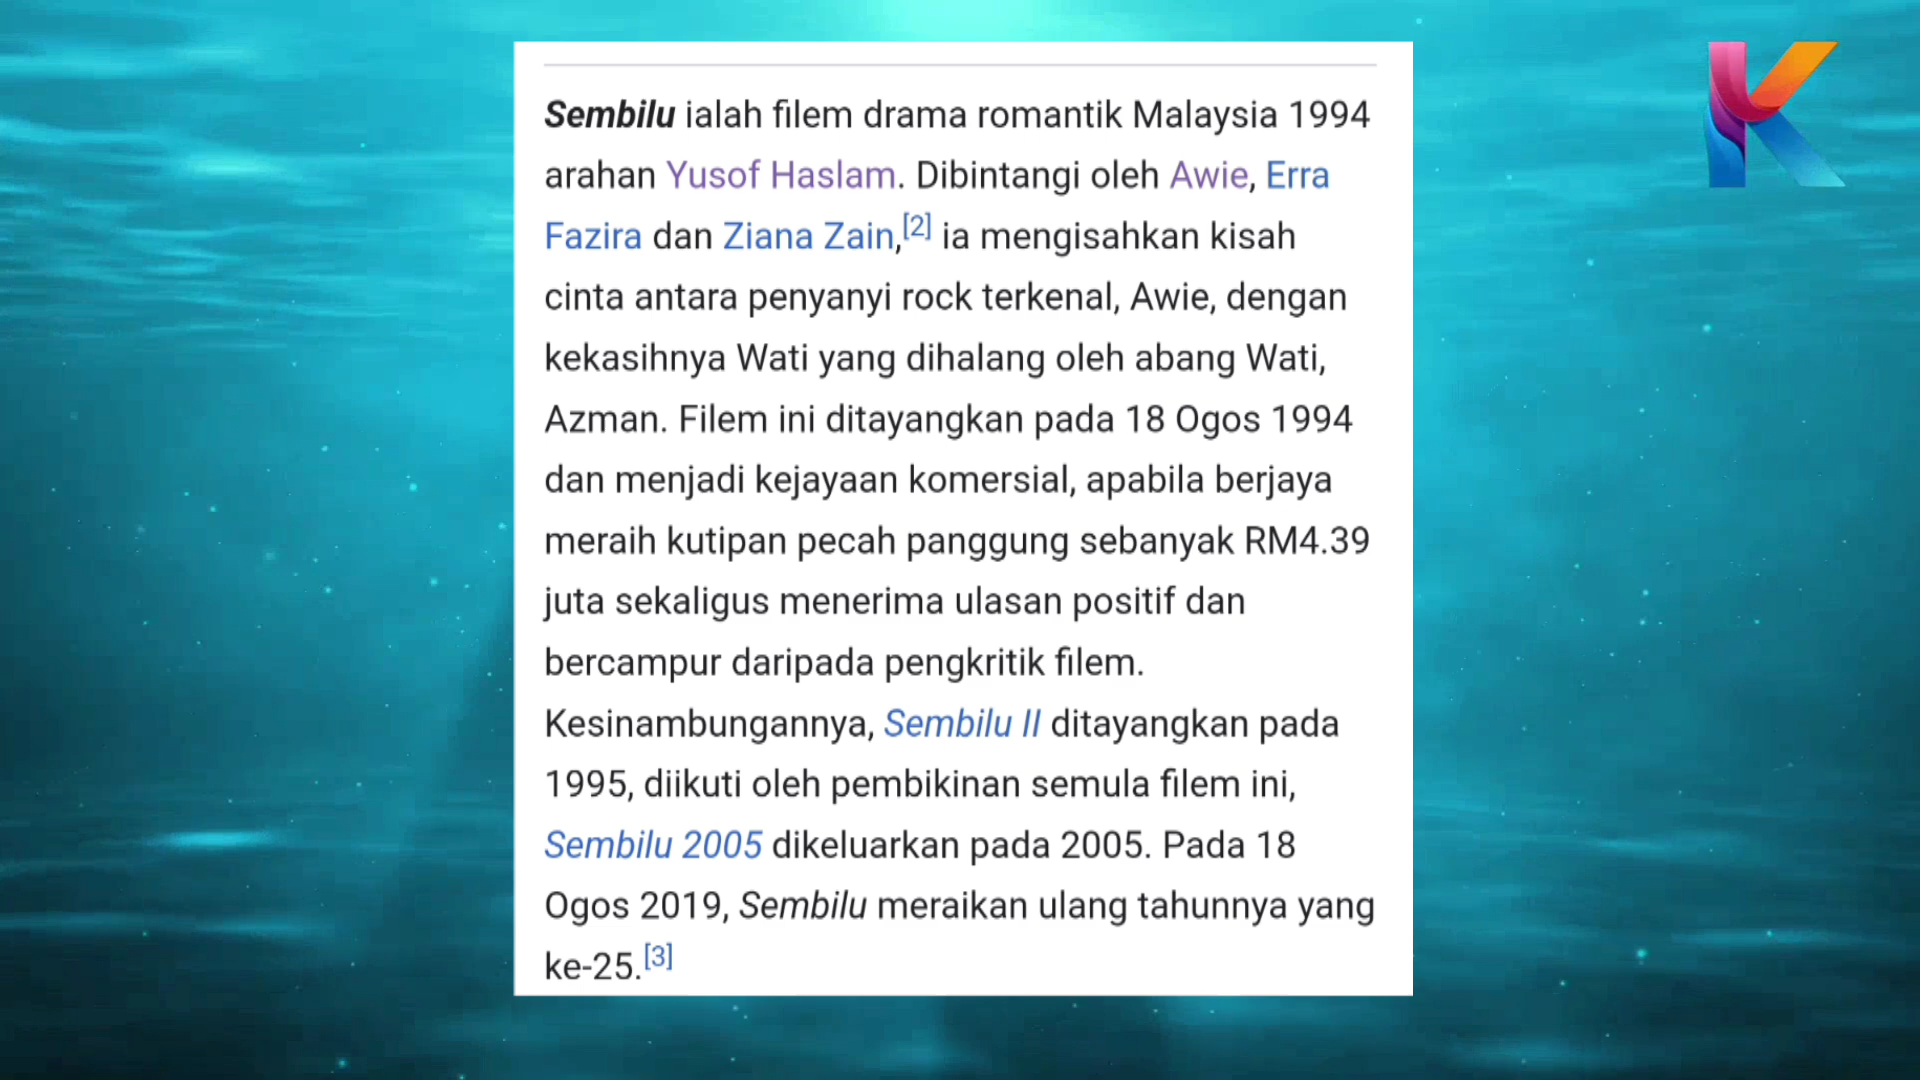 Sembilu ialah filem drama romantik Malaysia 1994
arahan Yusof Haslam. Dibintangi oleh Awie, Erra
Fazira dan Ziana Zain,[2] ia mengisahkan kisah
cinta antara penyanyi rock terkenal, Awie, dengan
kekasihnya Wati yang dihalang oleh abang Wati,
Azman. Filem ini ditayangkan pada 18 Ogos 1994
dan menjadi kejayaan komersial, apabila berjaya
meraih kutipan pecah panggung sebanyak RM4.39
juta sekaligus menerima ulasan positif dan
bercampur daripada pengkritik filem.
Kesinambungannya, Sembilu II ditayangkan pada
1995, diikuti oleh pembikinan semula filem ini,
Sembilu 2005 dikeluarkan pada 2005. Pada 18
Ogos 2019, Sembilu meraikan ulang tahunnya yang
ke-25.[3]
K